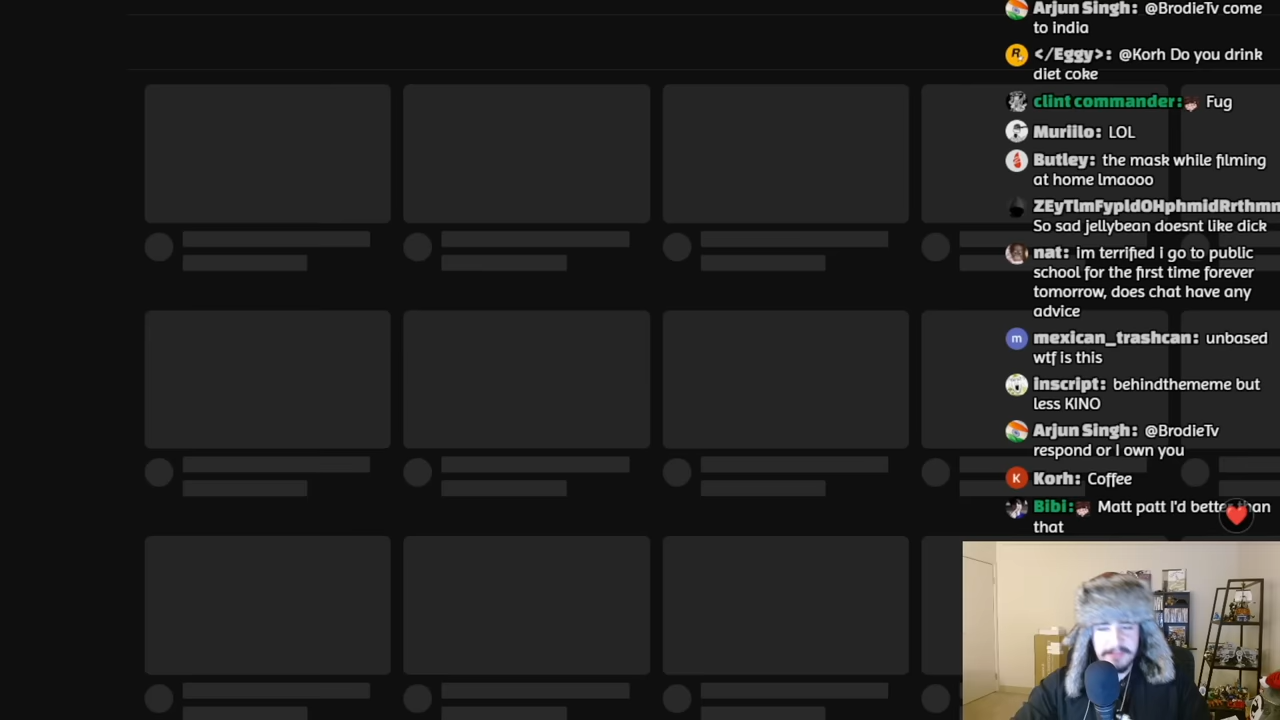 Arjun Singh: @BrodieTv come
to india
</Eggy>: @Korh Do you drink
diet coke
clint commander: Fug
Muriilo: LOL
Butley: the mask while filming
at home lmaooo
ZEyTlmFypldOHphmidRrthmn
So sad jellybean doesnt like dick
nat: im terrified i go to public
school for the first time forever
tomorrow, does chat have any
advice
m mexican_trashcan: unbased
wtf is this
inscript: behindthememe but
less KINO
Arjun Singh: @BrodieTv
respond or I own you
K Korh: Coffee
Bibi: Matt patt I'd better than
that